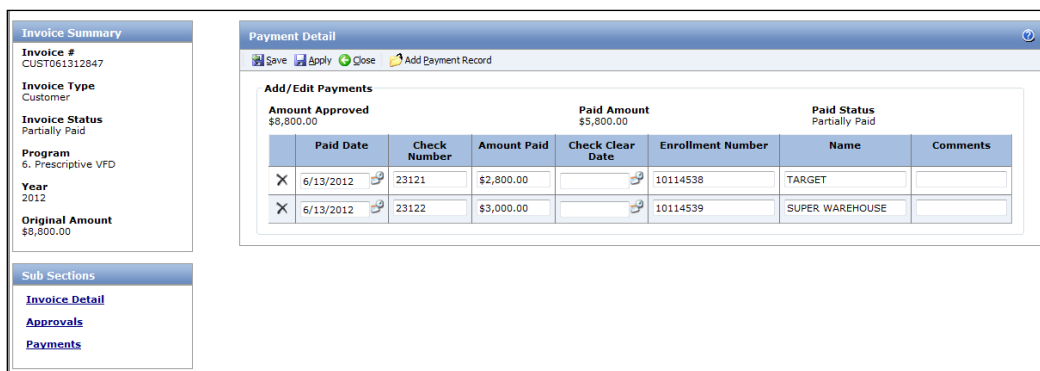 Invoice Summary
Invoice #
CUST061312847
Invoice Type
Customer
Invoice Status
Partially Paid
Program
6. Prescriptive VFD
Year
2012
Original Amount
$8,800.00
Sub Sections
Invoice Detail
Approvals
Payments
Payment Detail
Save Apply Close Add Payment Record
Add/Edit Payments
Amount Approved Paid Amount Paid Status
$8,800.00 $5,800.00 Partially Paid
Paid Date Check Number Amount Paid Check Clear Date Enrollment Number Name Comments
6/13/2012 23121 $2,800.00 10114538 TARGET
6/13/2012 23122 $3,000.00 10114539 SUPER WAREHOUSE